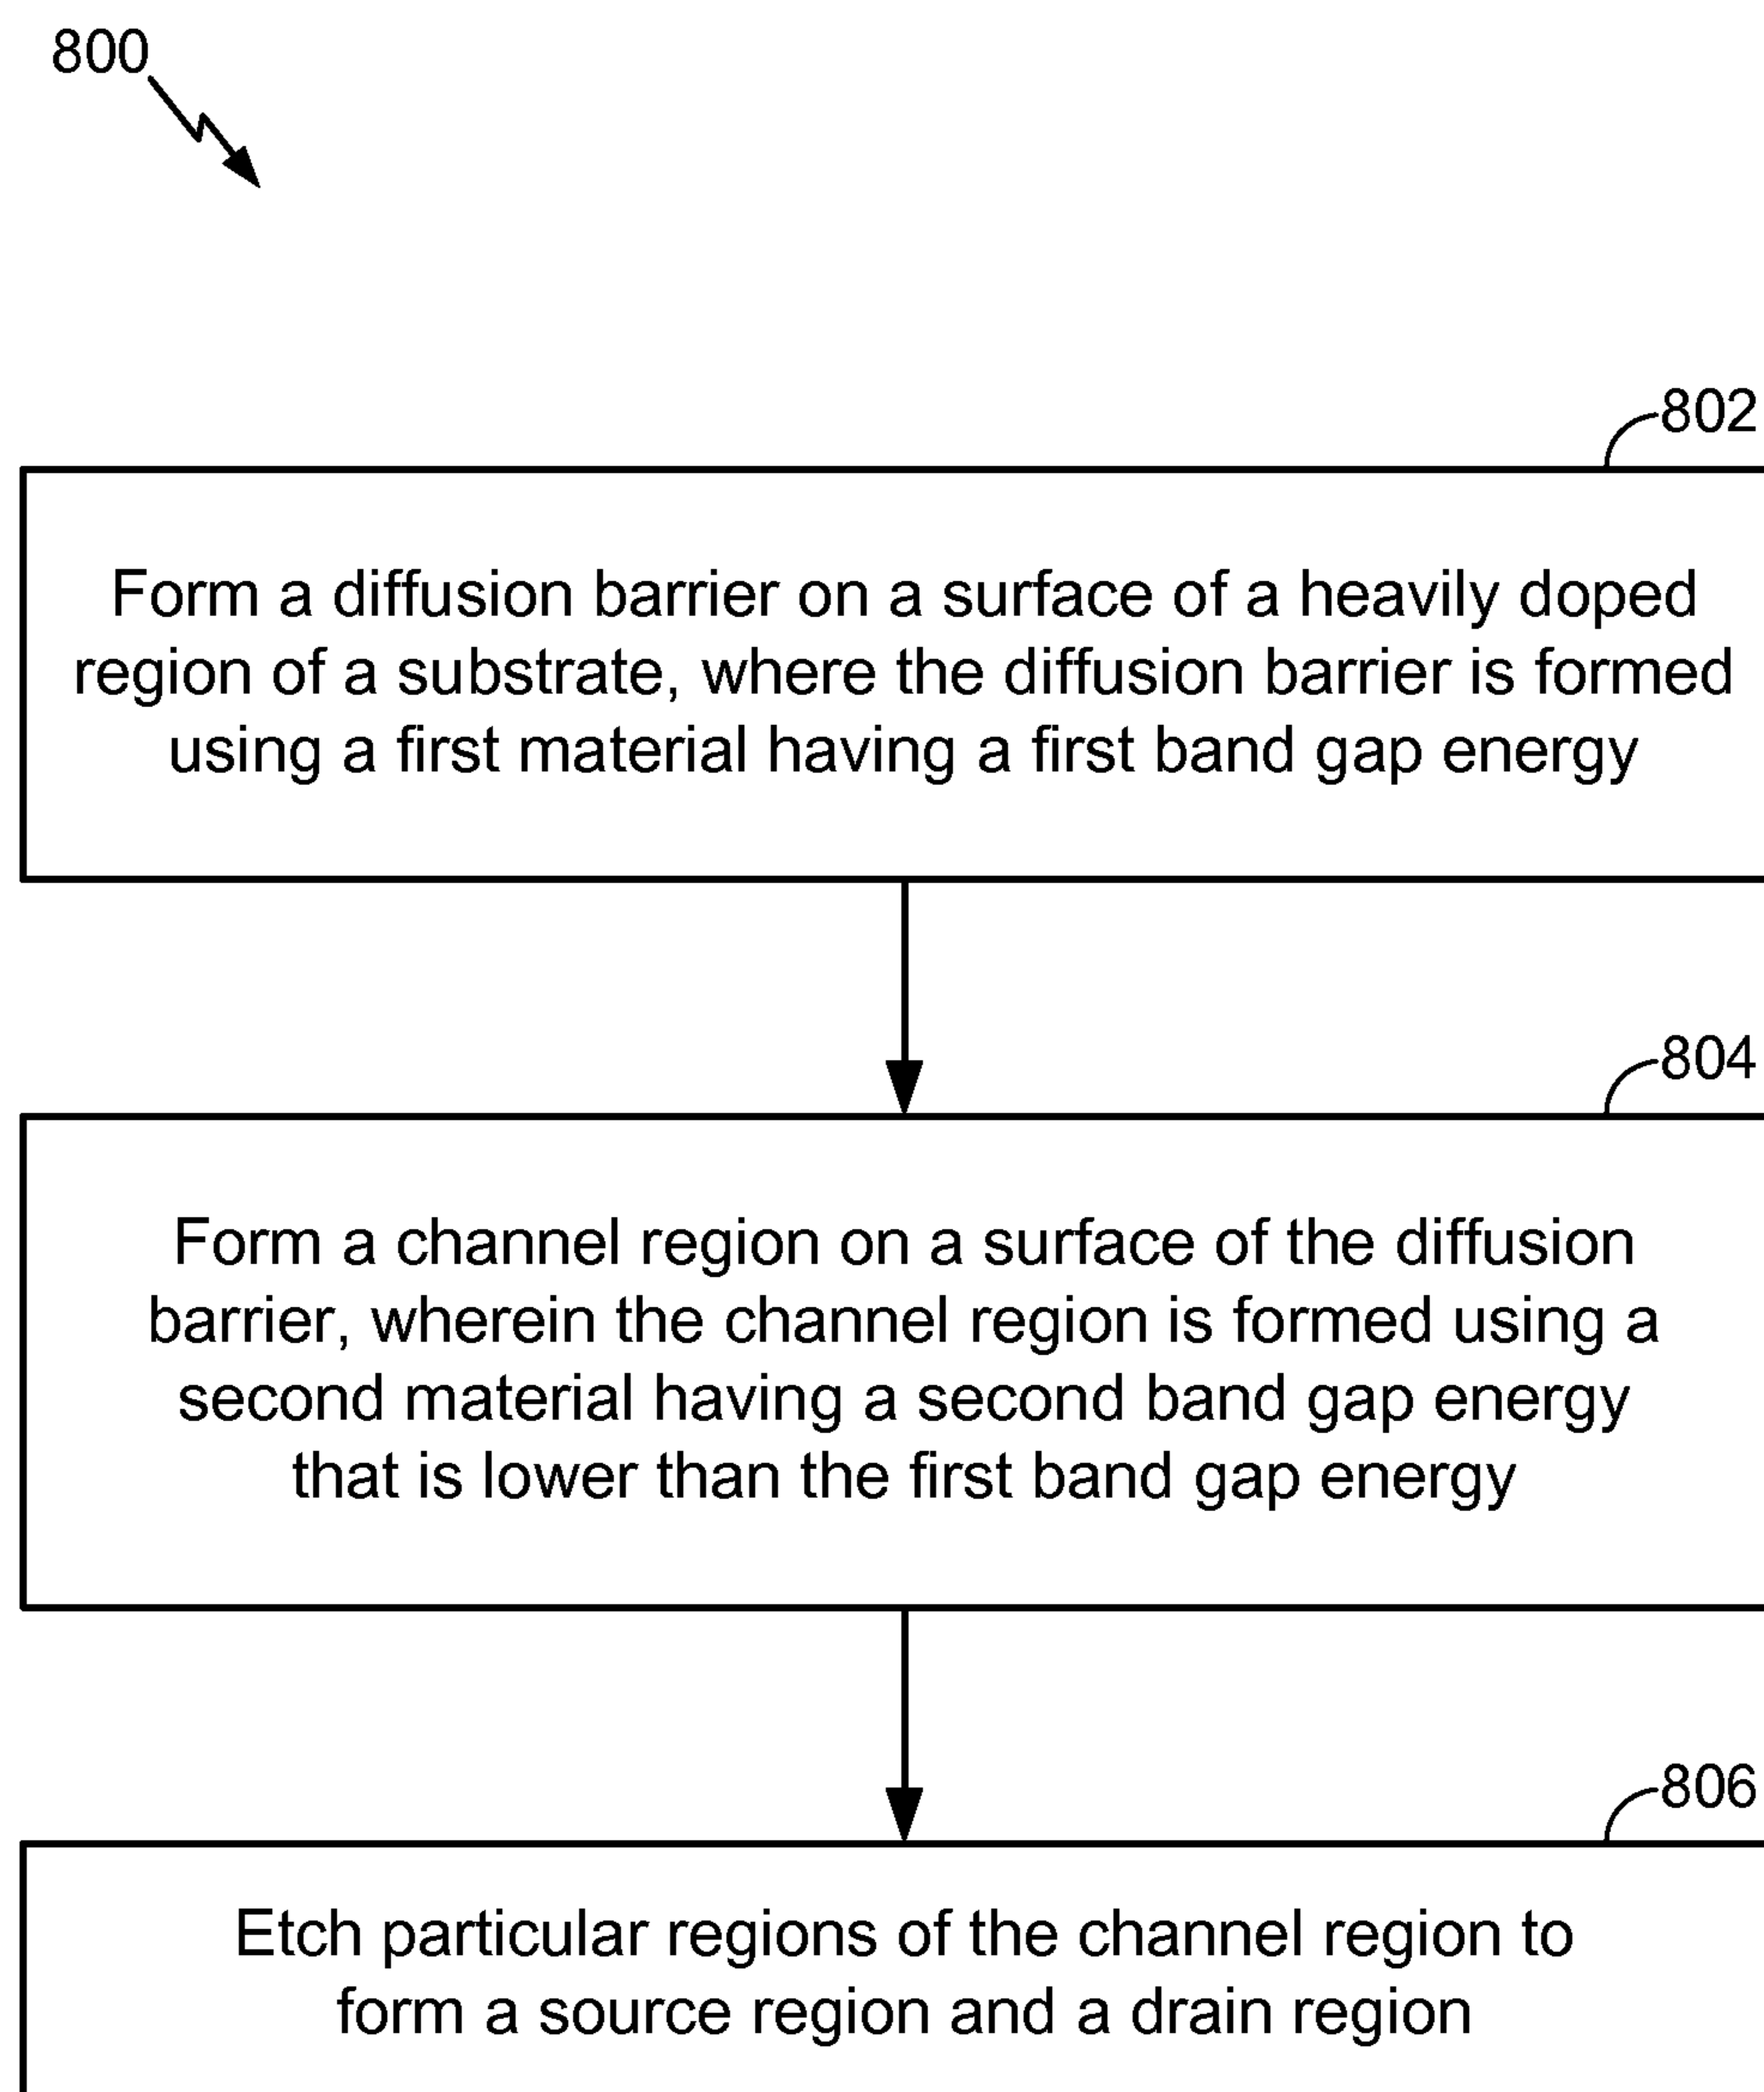 800
802
Form a diffusion barrier on a surface of a heavily doped
region of a substrate, where the diffusion barrier is formed
using a first material having a first band gap energy
804
Form a channel region on a surface of the diffusion
barrier, wherein the channel region is formed using a
second material having a second band gap energy
that is lower than the first band gap energy
806
Etch particular regions of the channel region to
form a source region and a drain region